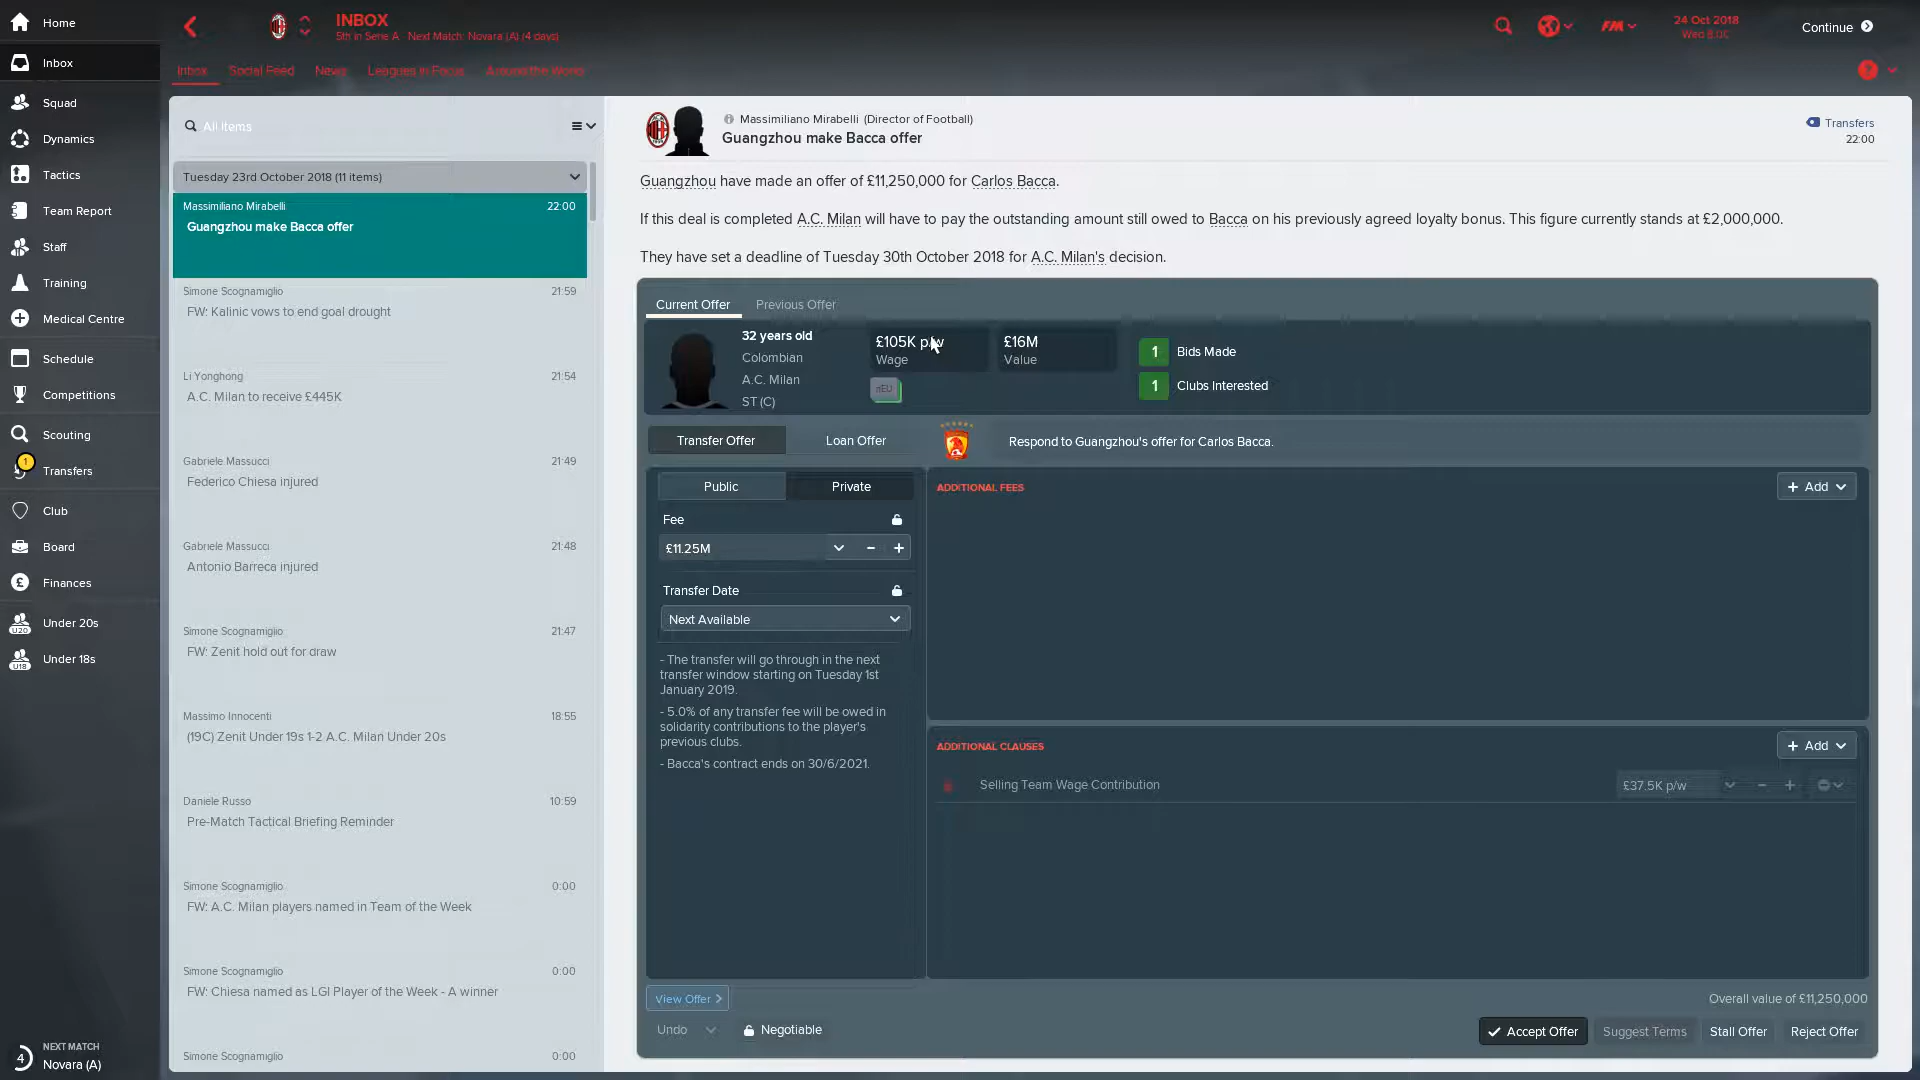 Home
Inbox
Squad
Dynamics
Tactics
Team Report
Staff
Training
Medical Centre
Schedule
Competitions
Scouting
1
Transfers
Club
Board
Finances
Under 20s
Under 18s
4
NEXT MATCH
Novara (A)
INBOX
5th in Serie A  Next Match: Novara (A) (4 days)
FM
24 Oct 2018
Continue
Inbox
Social Feed
News
Leagues In Focus
Around the World
All Items
Tuesday 23rd October 2018 (11 items)
Massimiliano Mirabelli 22:00
Guangzhou make Bacca offer
Simone Scognamiglio 21:59
FW: Kalinic vows to end goal drought
Li Yonghong 21:54
A.C. Milan to receive £445K
Gabriele Massucci 21:49
Federico Chiesa injured
Gabriele Massucci 21:48
Antonio Barreca injured
Simone Scognamiglio 21:47
FW: Zenit hold out for draw
Massimo Innocenti 18:55
(19C) Zenit Under 19s 1-2 A.C. Milan Under 20s
Daniele Russo 10:59
Pre-Match Tactical Briefing Reminder
Simone Scognamiglio 0:00
FW: A.C. Milan players named in Team of the Week
Simone Scognamiglio 0:00
FW: Chiesa named as LGI Player of the Week - A winner
Simone Scognamiglio 0:00
Massimiliano Mirabelli (Director of Football)
Guangzhou make Bacca offer
Transfers
22:00
Guangzhou have made an offer of £11,250,000 for Carlos Bacca.
If this deal is completed A.C. Milan will have to pay the outstanding amount still owed to Bacca on his previously agreed loyalty bonus. This figure currently stands at £2,000,000.
They have set a deadline of Tuesday 30th October 2018 for A.C. Milan's decision.
Current Offer
Previous Offer
32 years old
Colombian
A.C. Milan
ST (C)
£105K p/w
Wage
nEU
£16M
Value
1 Bids Made
1 Clubs Interested
Transfer Offer
Loan Offer
Respond to Guangzhou's offer for Carlos Bacca.
Public
Private
Fee
£11.25M
Transfer Date
Next Available
- The transfer will go through in the next
transfer window starting on Tuesday 1st
January 2019.
- 5.0% of any transfer fee will be owed in
solidarity contributions to the player's
previous clubs.
- Bacca's contract ends on 30/6/2021.
ADDITIONAL FEES
Add
ADDITIONAL CLAUSES
Add
Selling Team Wage Contribution
£37.5K p/w
View Offer
Overall value of £11,250,000
Undo
Negotiable
Accept Offer
Suggest Terms
Stall Offer
Reject Offer